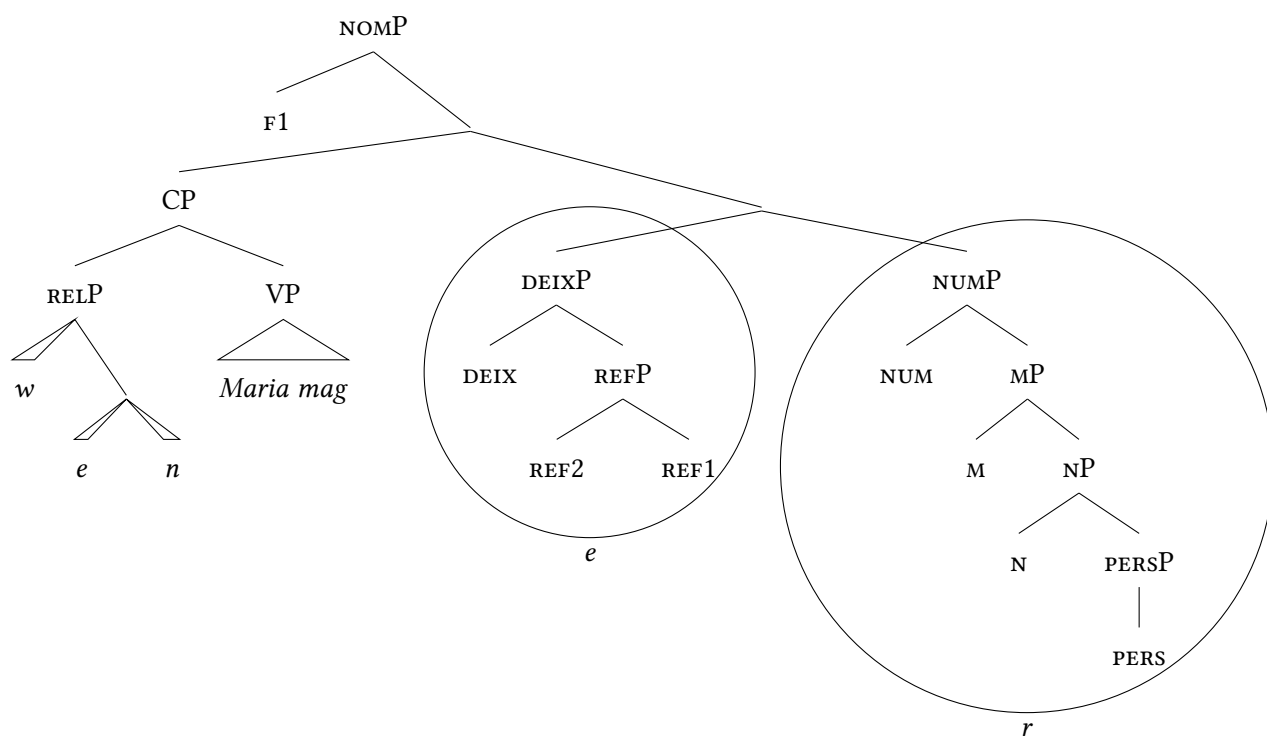 NOMP
F1
CP
RELP VP DEIXP NUMP
w Maria mag DEIX REFP NUM MP
e n REF2 REF1 M NP
e N PERSP
PERS
r